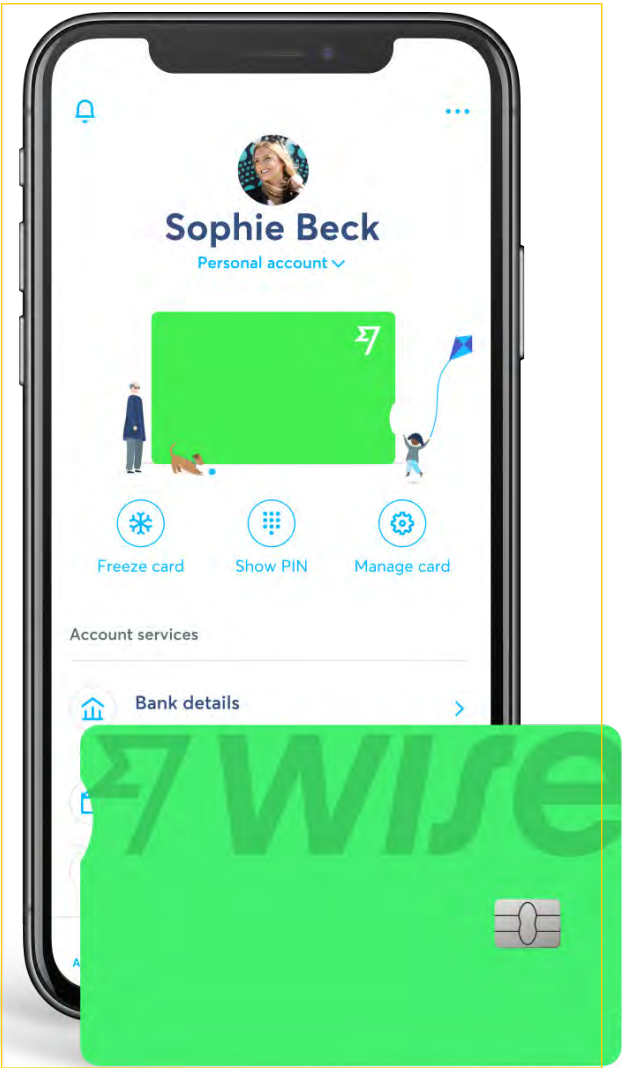 Sophie Beck
Personal account
Freeze card Show PIN Manage card
Account services
Bank details
wise